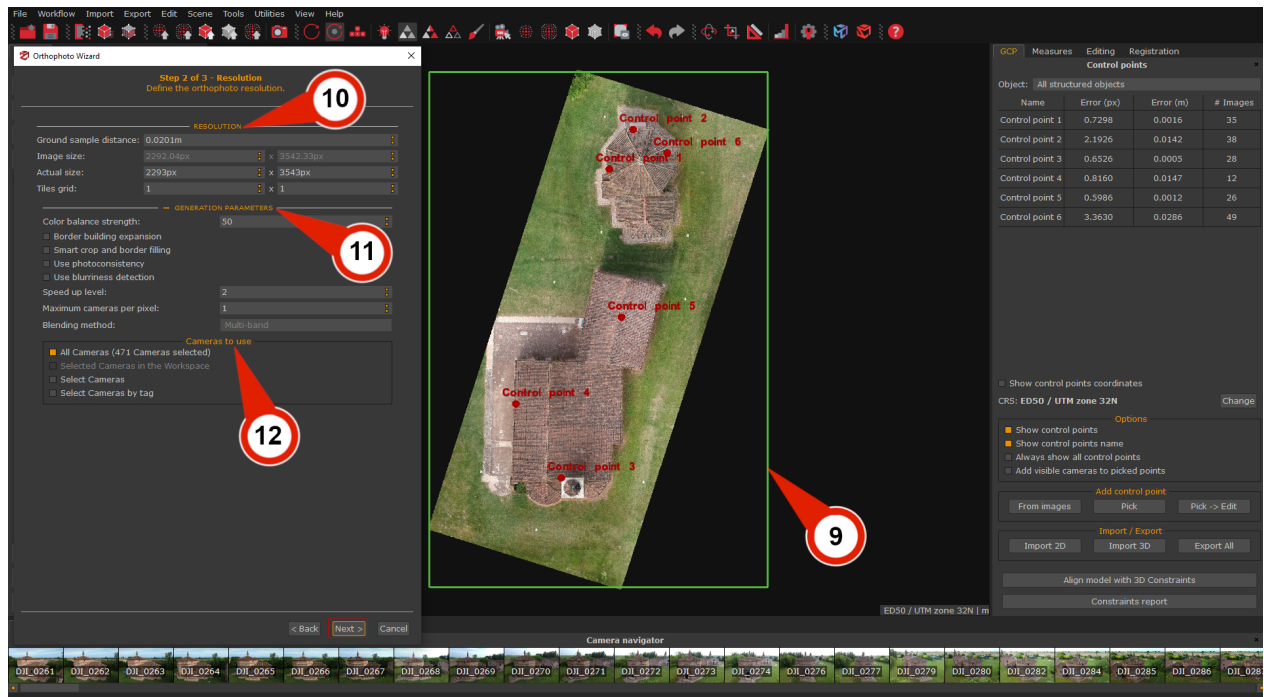 File Workflow Import Export Edit Scene Tools Utilities View Help
Orthophoto Wizard
Step 2 of 3 - Resolution
Define the orthophoto resolution.
10
RESOLUTION
Ground sample distance: 0.0201m
Image size: 2292.04px x 3542.33px
Actual size: 2293px x 3543px
Tiles grid: 1 x 1
GENERATION PARAMETERS
Color balance strength: 50
Border building expansion
Smart crop and border filling
Use photoconsistency
Use blurriness detection
11
Speed up level: 2
Maximum cameras per pixel: 1
Blending method: Multi-band
Cameras to use
All Cameras (471 Cameras selected)
Selected Cameras in the Workspace
Select Cameras
Select Cameras by tag
12
< Back Next > Cancel
Control point 2
Control point 6
Control point 1
Control point 5
Control point 4
Control point 3
9
ED50 / UTM zone 32N | m
GCP Measures Editing Registration
Control points
Object: All structured objects
Name Error (px) Error (m) # Images
Control point 1 0.7298 0.0016 35
Control point 2 2.1926 0.0142 38
Control point 3 0.6526 0.0005 28
Control point 4 0.8160 0.0147 12
Control point 5 0.5986 0.0012 26
Control point 6 3.3630 0.0286 49
Show control points coordinates
CRS: ED50 / UTM zone 32N Change
Options
Show control points
Show control points name
Always show all control points
Add visible cameras to picked points
Add control point
From images Pick Pick -> Edit
Import / Export
Import 2D Import 3D Export All
Align model with 3D Constraints
Constraints report
Camera navigator
DJI_0261 DJI_0262 DJI_0263 DJI_0264 DJI_0265 DJI_0266 DJI_0267 DJI_0268 DJI_0269 DJI_0270 DJI_0271 DJI_0272 DJI_0273 DJI_0274 DJI_0276 DJI_0277 DJI_0279 DJI_0280 DJI_0282 DJI_0284 DJI_0285 DJI_0286 DJI_028